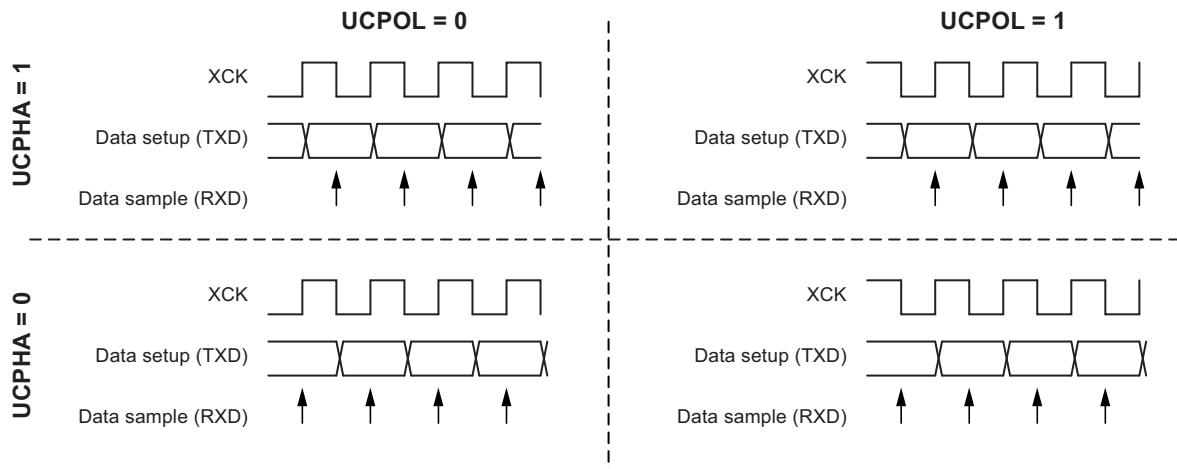 UCPOL = 0
UCPOL = 1
UCPHA = 1
XCK
Data setup (TXD)
Data sample (RXD)
XCK
Data setup (TXD)
Data sample (RXD)
UCPHA = 0
XCK
Data setup (TXD)
Data sample (RXD)
XCK
Data setup (TXD)
Data sample (RXD)